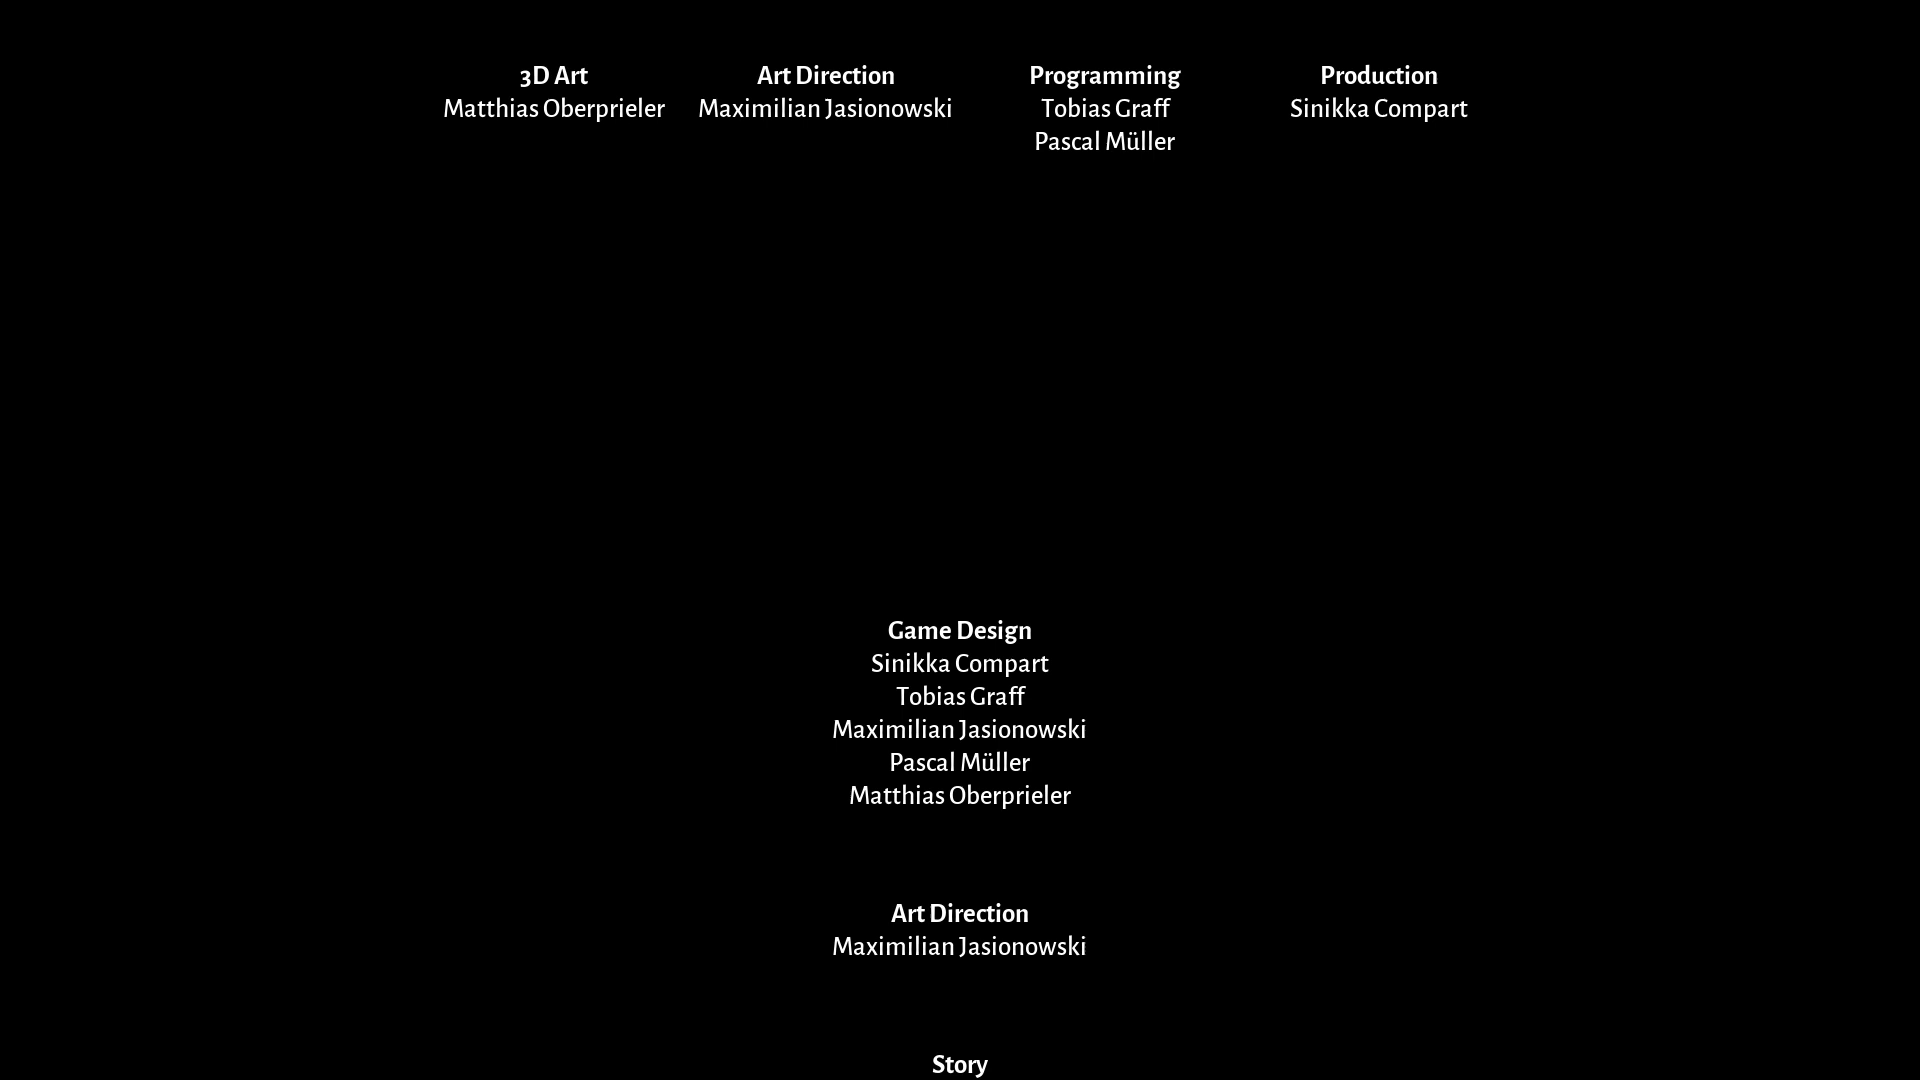 3D Art
Matthias Oberprieler
Art Direction
Maximilian Jasionowski
Programming
Tobias Graff
Pascal Müller
Production
Sinikka Compart
Game Design
Sinikka Compart
Tobias Graff
Maximilian Jasionowski
Pascal Müller
Matthias Oberprieler
Art Direction
Maximilian Jasionowski
Story